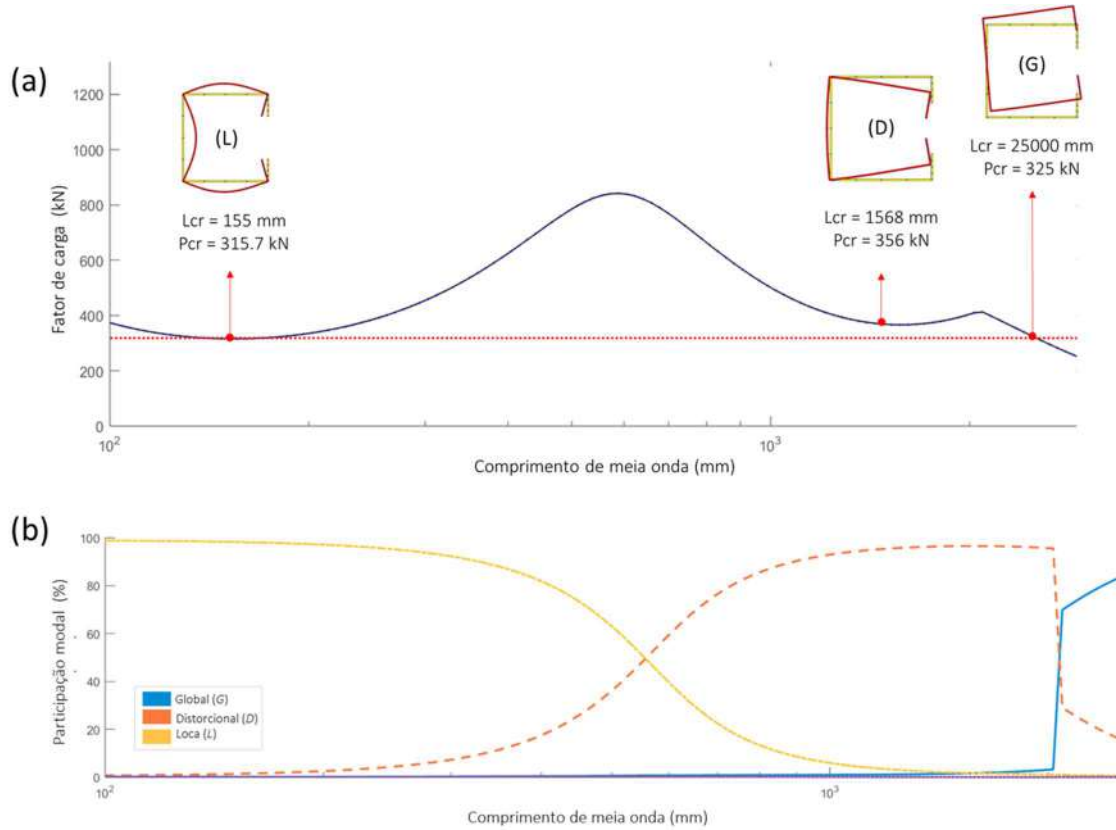 (a)
(L)
Lcr = 155 mm
Pcr = 315.7 kN
(D)
Lcr = 1568 mm
Pcr = 356 kN
(G)
Lcr = 25000 mm
Pcr = 325 kN
Fator de carga (kN)
1200
1000
800
600
400
200
0
10²
10³
Comprimento de meia onda (mm)
(b)
Participação modal (%)
100
80
60
40
20
0
Global (G)
Distorcional (D)
Loca (L)
10²
10³
Comprimento de meia onda (mm)